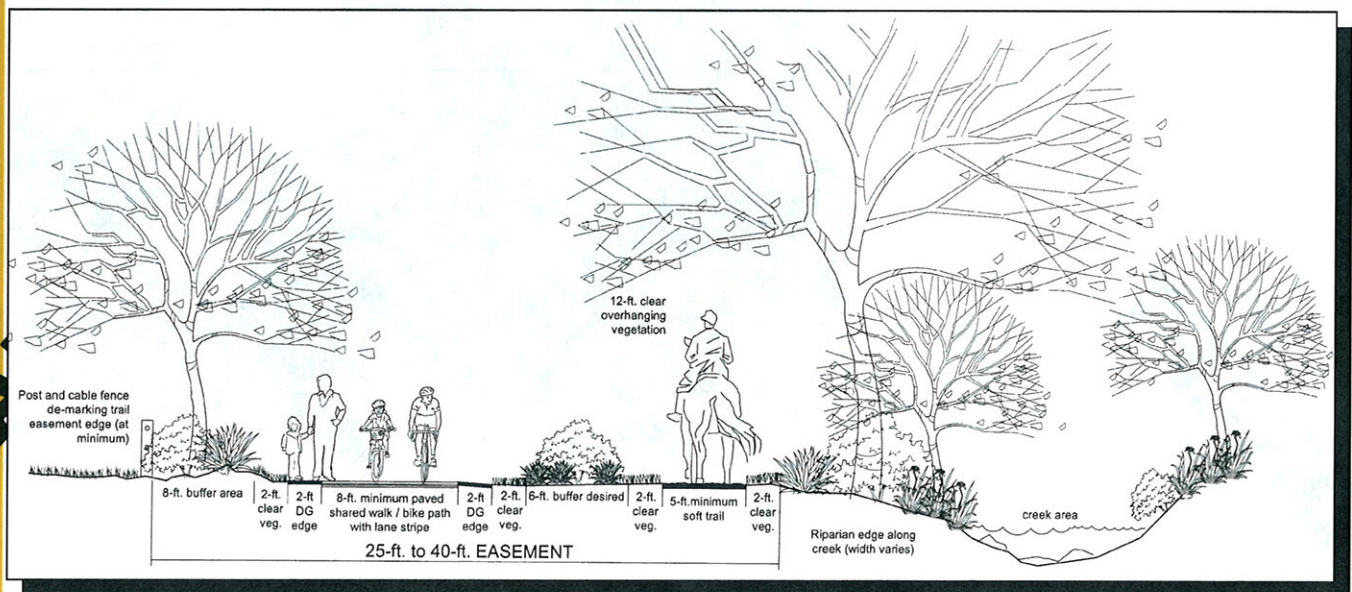 12-ft. clear
overhanging
vegetation
Post and cable fence
de-marking trail
easement edge (at
minimum)
8-ft. buffer area
2-ft.
clear
veg.
2-ft
DG
edge
8-ft. minimum paved
shared walk / bike path
with lane stripe
2-ft
DG
edge
2-ft.
clear
veg.
6-ft. buffer desired
2-ft.
clear
veg.
5-ft.minimum
soft trail
2-ft.
clear
veg.
25-ft. to 40-ft. EASEMENT
Riparian edge along
creek (width varies)
creek area